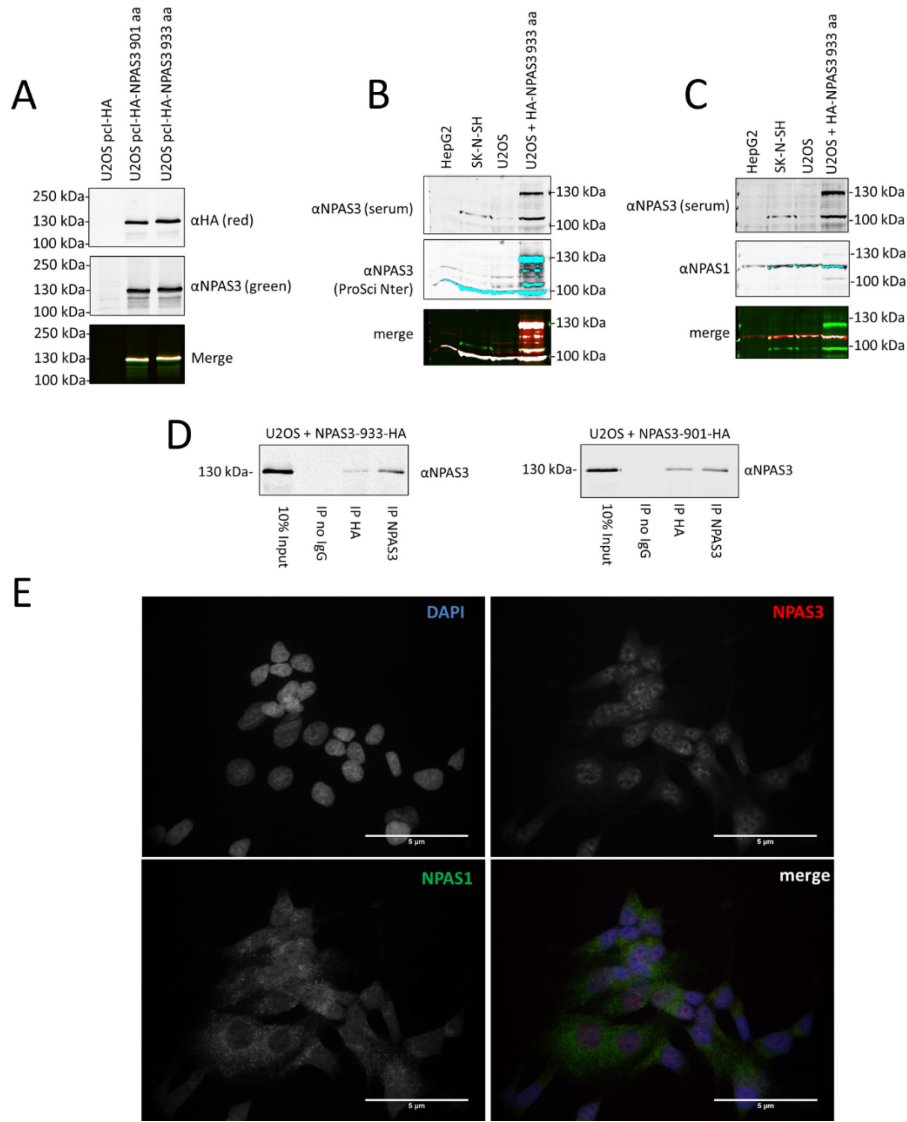 A
U2OS pcl-HA
U2OS pcl-HA-NPAS3 901 aa
U2OS pcl-HA-NPAS3 933 aa
250 kDa-
130 kDa-
100 kDa-
αHA (red)
250 kDa-
130 kDa-
100 kDa-
αNPAS3 (green)
250 kDa-
130 kDa-
100 kDa-
Merge
B
HepG2
SK-N-SH
U2OS
U2OS + HA-NPAS3 933 aa
αNPAS3 (serum)
-130 kDa
-100 kDa
αNPAS3
(ProSci Nter)
-130 kDa
-100 kDa
merge
-130 kDa
-100 kDa
C
HepG2
SK-N-SH
U2OS
U2OS + HA-NPAS3 933 aa
αNPAS3 (serum)
-130 kDa
-100 kDa
αNPAS1
-130 kDa
-100 kDa
merge
-130 kDa
-100 kDa
D
U2OS + NPAS3-933-HA
130 kDa-
αNPAS3
10% Input
IP no IgG
IP HA
IP NPAS3
U2OS + NPAS3-901-HA
130 kDa-
αNPAS3
10% Input
IP no IgG
IP HA
IP NPAS3
E
DAPI
5 µm
NPAS3
5 µm
NPAS1
5 µm
merge
5 µm